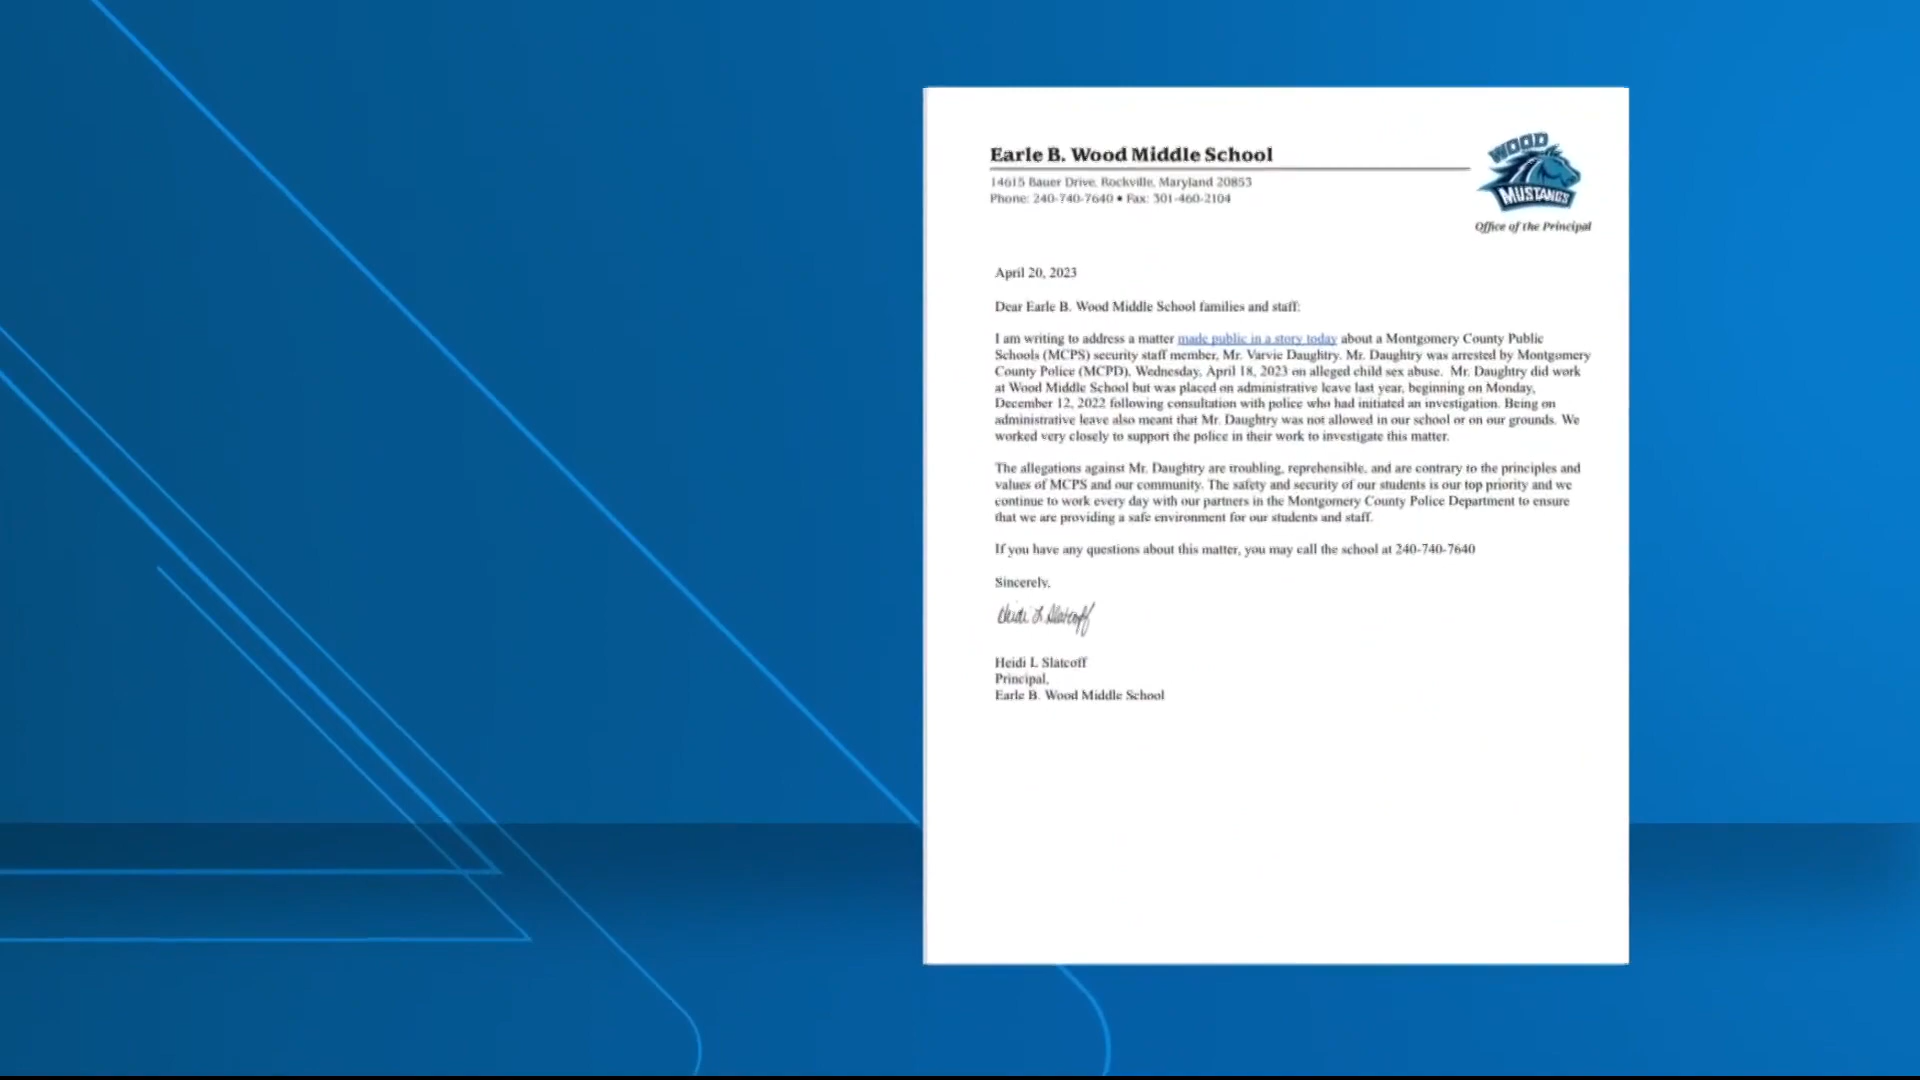 Earle B. Wood Middle School
14615 Bauer Drive, Rockville, Maryland 20853
Phone: 240-740-7640 • Fax: 301-460-2104
WOOD
MUSTANGS
Office of the Principal
April 20, 2023
Dear Earle B. Wood Middle School families and staff:
I am writing to address a matter made public in a story today about a Montgomery County Public
Schools (MCPS) security staff member, Mr. Varvie Daughtry. Mr. Daughtry was arrested by Montgomery
County Police (MCPD), Wednesday, April 18, 2023 on alleged child sex abuse. Mr. Daughtry did work
at Wood Middle School but was placed on administrative leave last year, beginning on Monday,
December 12, 2022 following consultation with police who had initiated an investigation. Being on
administrative leave also meant that Mr. Daughtry was not allowed in our school or on our grounds. We
worked very closely to support the police in their work to investigate this matter.
The allegations against Mr. Daughtry are troubling, reprehensible, and are contrary to the principles and
values of MCPS and our community. The safety and security of our students is our top priority and we
continue to work every day with our partners in the Montgomery County Police Department to ensure
that we are providing a safe environment for our students and staff.
If you have any questions about this matter, you may call the school at 240-740-7640
Sincerely,
Heidi L Slatcoff
Heidi L Slatcoff
Principal,
Earle B. Wood Middle School